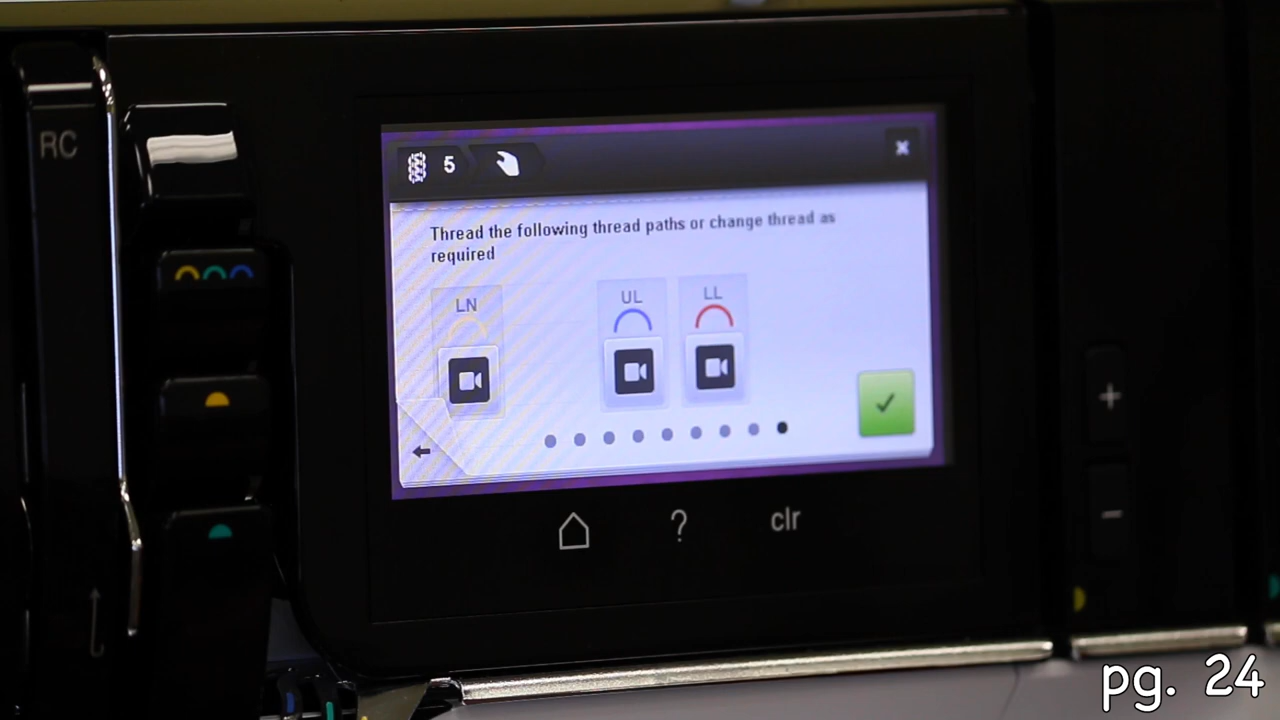 RC
5
Thread the following thread paths or change thread as
required
LN
UL
LL
? clr
+
-
pg. 24